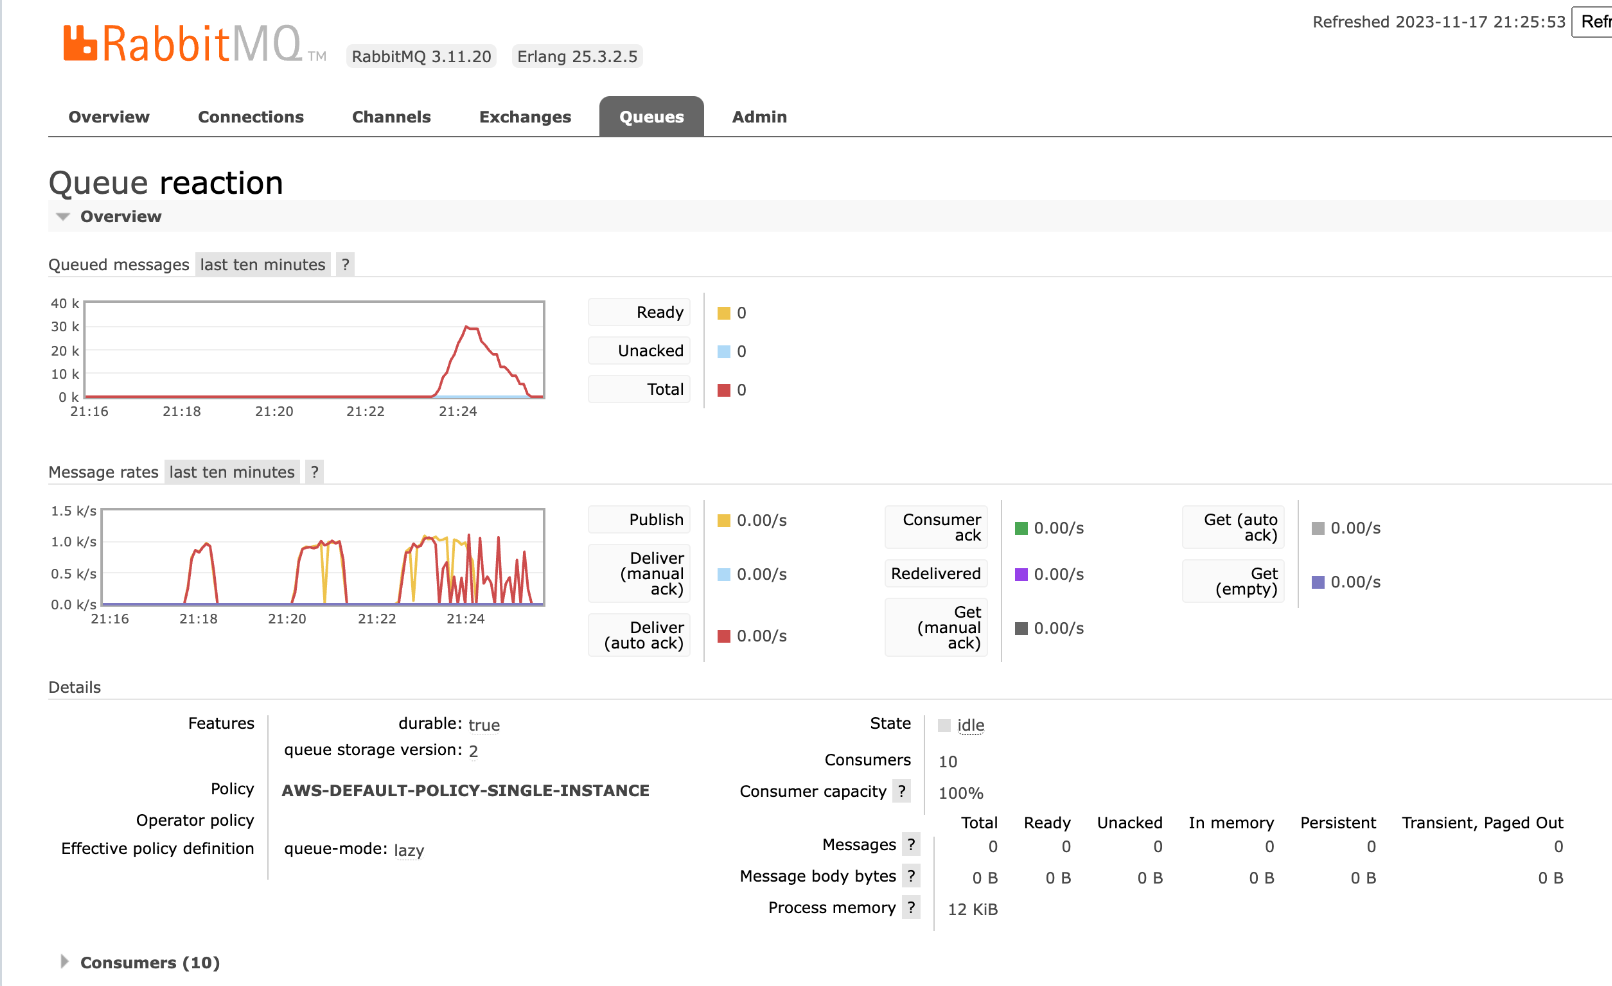 Refreshed 2023-11-17 21:25:53 Refr
RabbitMQ TM RabbitMQ 3.11.20 Erlang 25.3.2.5
Overview Connections Channels Exchanges Queues Admin
Queue reaction
Overview
Queued messages last ten minutes ?
40 k
30 k
20 k
10 k
0 k
21:16 21:18 21:20 21:22 21:24
Ready 0
Unacked 0
Total 0
Message rates last ten minutes ?
1.5 k/s
1.0 k/s
0.5 k/s
0.0 k/s
21:16 21:18 21:20 21:22 21:24
Publish 0.00/s
Deliver
(manual
ack) 0.00/s
Deliver
(auto ack) 0.00/s
Consumer
ack 0.00/s
Redelivered 0.00/s
Get
(manual
ack) 0.00/s
Get (auto
ack) 0.00/s
Get
(empty) 0.00/s
Details
Features durable: true
queue storage version: 2
Policy AWS-DEFAULT-POLICY-SINGLE-INSTANCE
Operator policy
Effective policy definition queue-mode: lazy
State idle
Consumers 10
Consumer capacity ? 100%
Total Ready Unacked In memory Persistent Transient, Paged Out
Messages ? 0 0 0 0 0 0
Message body bytes ? 0 B 0 B 0 B 0 B 0 B 0 B
Process memory ? 12 KiB
Consumers (10)